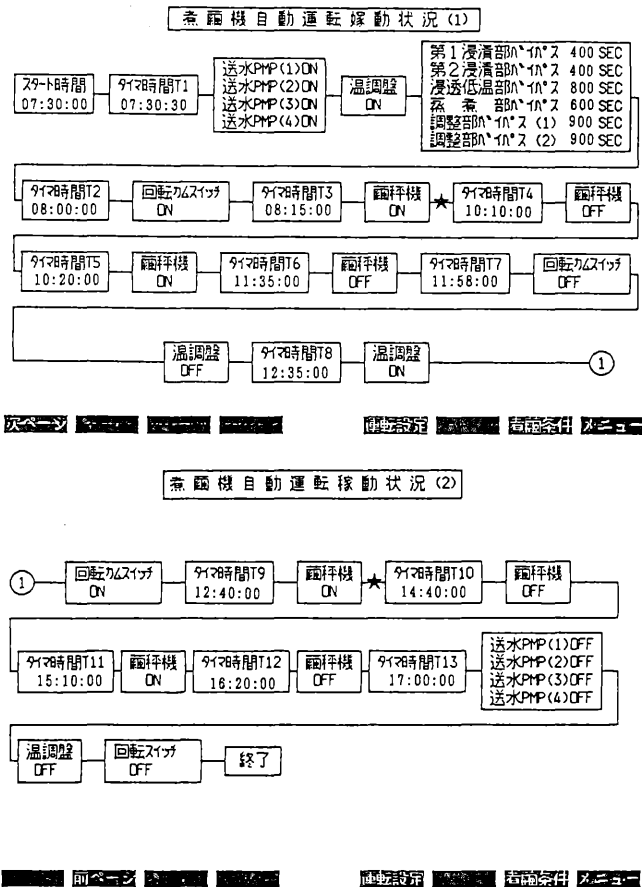 煮繭機自動運転稼動状況 (1)
スタート時間
07:30:00
タイマ時間T1
07:30:30
送水PMP(1)ON
送水PMP(2)ON
送水PMP(3)ON
送水PMP(4)ON
温調盤
ON
第1浸漬部バイパス 400 SEC
第2浸漬部バイパス 400 SEC
浸透低温部バイパス 800 SEC
蒸 煮 部バイパス 600 SEC
調整部バイパス (1) 900 SEC
調整部バイパス (2) 900 SEC
タイマ時間T2
08:00:00
回転カムスイッチ
ON
タイマ時間T3
08:15:00
繭秤機
ON
★
タイマ時間T4
10:10:00
繭秤機
OFF
タイマ時間T5
10:20:00
繭秤機
ON
タイマ時間T6
11:35:00
繭秤機
OFF
タイマ時間T7
11:58:00
回転カムスイッチ
OFF
温調盤
OFF
タイマ時間T8
12:35:00
温調盤
ON
1
次ページ 運転設定 煮繭条件 メニュー
煮繭機自動運転稼動状況 (2)
1
回転カムスイッチ
ON
タイマ時間T9
12:40:00
繭秤機
ON
★
タイマ時間T10
14:40:00
繭秤機
OFF
タイマ時間T11
15:10:00
繭秤機
ON
タイマ時間T12
16:20:00
繭秤機
OFF
タイマ時間T13
17:00:00
送水PMP(1)OFF
送水PMP(2)OFF
送水PMP(3)OFF
送水PMP(4)OFF
温調盤
OFF
回転スイッチ
OFF
終了
前ページ 運転設定 煮繭条件 メニュー